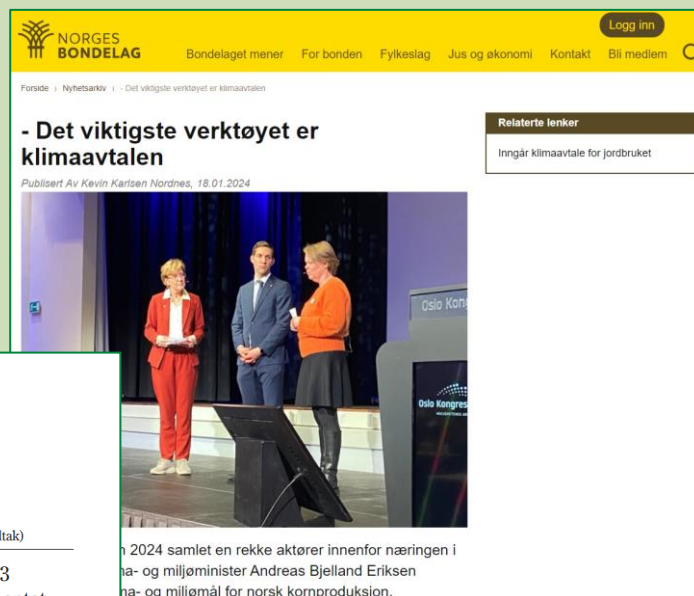 NORGES
BONDELAG
Logg inn
Bondelaget mener For bonden Fylkeslag Jus og økonomi Kontakt Bli medlem
Forside Nyhetsarkiv - Det viktigste verktøyet er klimaavtalen
- Det viktigste verktøyet er
klimaavtalen
Publisert Av Kevin Karlsen Nordnes, 18.01.2024
Relaterte lenker
Inngår klimaavtale for jordbruket
Oslo Kong
Oslo Kongres
2024 samlet en rekke aktører innenfor næringen i
og miljøminister Andreas Bjelland Eriksen
og miljømål for norsk kornproduksjon.
tak)
3